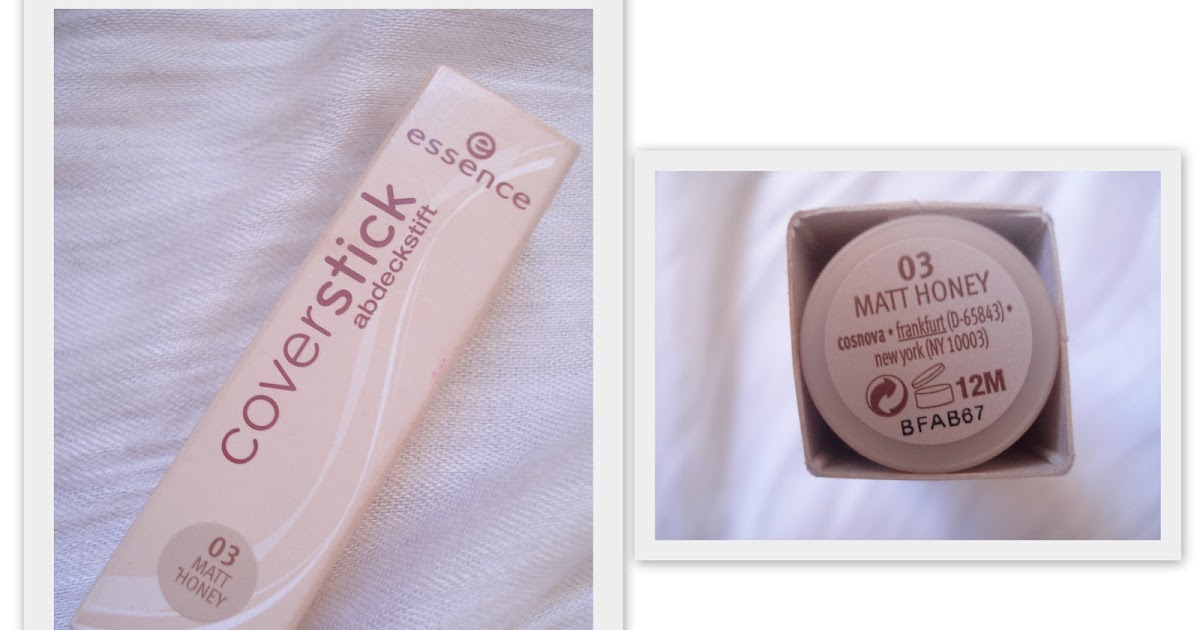 essence
coverstick
abdeckstift
03
MATT
HONEY
03
MATT HONEY
cosnova • frankfurt (D-65843) •
new york (NY 10003)
12M
BFAB67